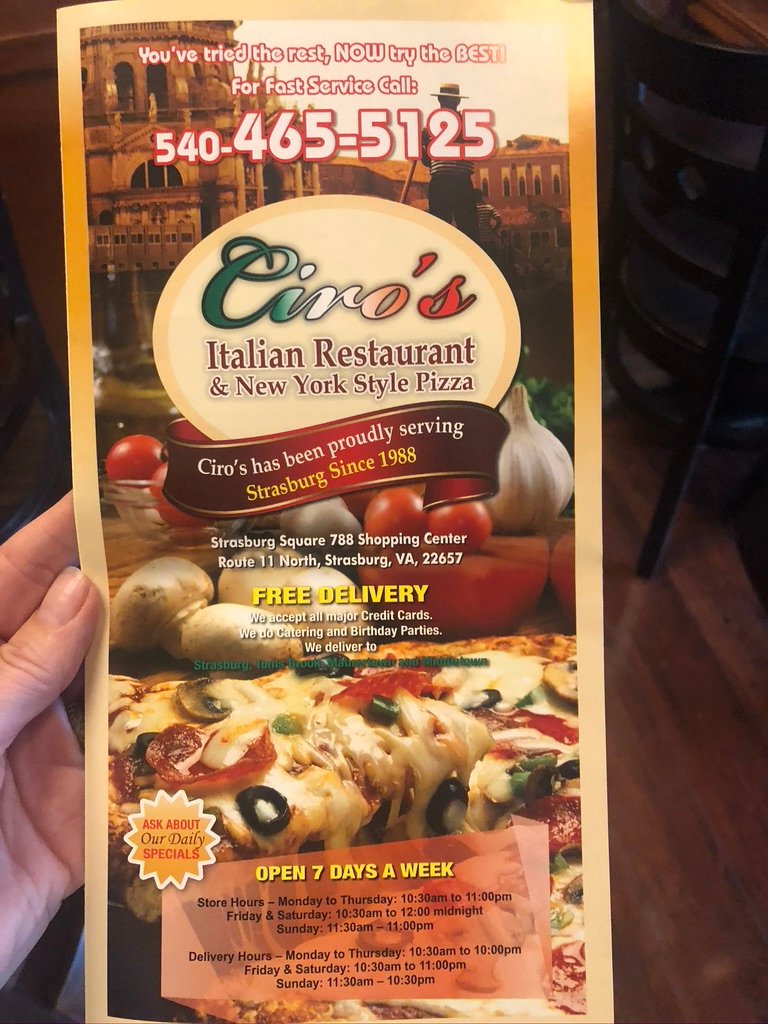 You've tried the rest, NOW try the BEST!
For Fast Service Call:
540-465-5125
Ciro's
Italian Restaurant
& New York Style Pizza
Ciro's has been proudly serving
Strasburg Since 1988
Strasburg Square 788 Shopping Center
Route 11 North, Strasburg, VA, 22657
FREE DELIVERY
We accept all major Credit Cards.
We do Catering and Birthday Parties.
We deliver to
Strasburg, Toms Brook, Maurertown and Middletown
ASK ABOUT
Our Daily
SPECIALS
OPEN 7 DAYS A WEEK
Store Hours – Monday to Thursday: 10:30am to 11:00pm
Friday & Saturday: 10:30am to 12:00 midnight
Sunday: 11:30am – 11:00pm
Delivery Hours – Monday to Thursday: 10:30am to 10:00pm
Friday & Saturday: 10:30am to 11:00pm
Sunday: 11:30am – 10:30pm